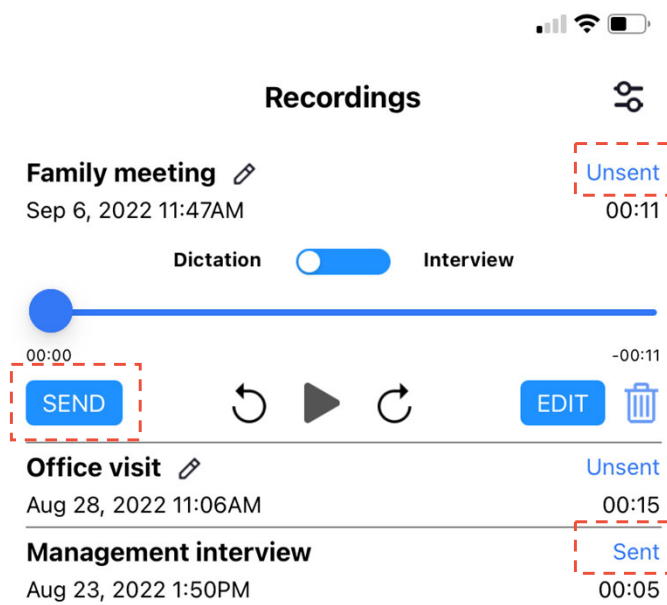 Recordings
Family meeting Unsent
Sep 6, 2022 11:47AM 00:11
Dictation Interview
00:00 -00:11
SEND EDIT
Office visit Unsent
Aug 28, 2022 11:06AM 00:15
Management interview Sent
Aug 23, 2022 1:50PM 00:05